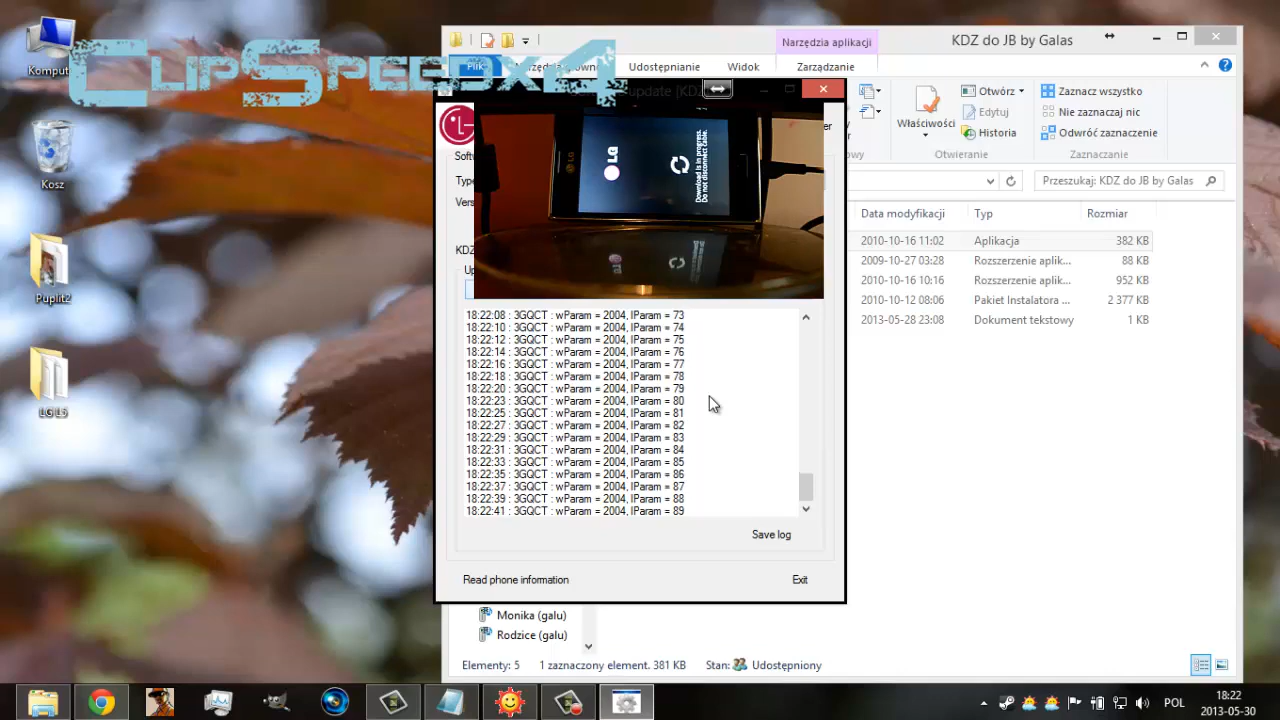 ClipSpeedx4
Komput
Kosz
Puplit2
LG L5
Narzędzia aplikacji
KDZ do JB by Galas
Plik
Udostępnianie
Widok
Zarządzanie
Właściwości
Otwórz
Edytuj
Historia
Otwieranie
Zaznacz wszystko
Nie zaznaczaj nic
Odwróć zaznaczenie
Zaznaczanie
Przeszukaj: KDZ do JB by Galas
Data modyfikacji
Typ
Rozmiar
2010-10-16 11:02 Aplikacja 382 KB
2009-10-27 03:28 Rozszerzenie aplik... 88 KB
2010-10-16 10:16 Rozszerzenie aplik... 952 KB
2010-10-12 08:06 Pakiet Instalatora ... 2 377 KB
2013-05-28 23:08 Dokument tekstowy 1 KB
update (KDZ
Softw
Type
Vers
KDZ
Up
LG
Download is in progress.
Do not disconnect cable.
18:22:08 : 3GQCT : wParam = 2004, lParam = 73
18:22:10 : 3GQCT : wParam = 2004, lParam = 74
18:22:12 : 3GQCT : wParam = 2004, lParam = 75
18:22:14 : 3GQCT : wParam = 2004, lParam = 76
18:22:16 : 3GQCT : wParam = 2004, lParam = 77
18:22:18 : 3GQCT : wParam = 2004, lParam = 78
18:22:20 : 3GQCT : wParam = 2004, lParam = 79
18:22:23 : 3GQCT : wParam = 2004, lParam = 80
18:22:25 : 3GQCT : wParam = 2004, lParam = 81
18:22:27 : 3GQCT : wParam = 2004, lParam = 82
18:22:29 : 3GQCT : wParam = 2004, lParam = 83
18:22:31 : 3GQCT : wParam = 2004, lParam = 84
18:22:33 : 3GQCT : wParam = 2004, lParam = 85
18:22:35 : 3GQCT : wParam = 2004, lParam = 86
18:22:37 : 3GQCT : wParam = 2004, lParam = 87
18:22:39 : 3GQCT : wParam = 2004, lParam = 88
18:22:41 : 3GQCT : wParam = 2004, lParam = 89
Save log
Read phone information
Exit
Monika (galu)
Rodzice (galu)
Elementy: 5
1 zaznaczony element. 381 KB
Stan:
Udostępniony
POL
18:22
2013-05-30